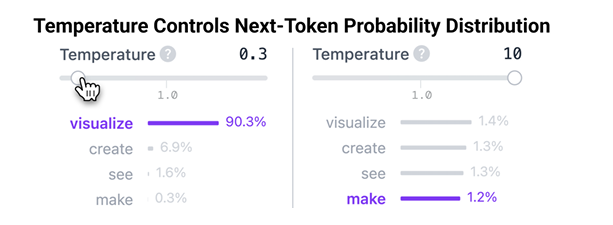 Temperature Controls Next-Token Probability Distribution
Temperature ? 0.3
1.0
visualize 90.3%
create 6.9%
see 1.6%
make 0.3%
Temperature ? 10
1.0
visualize 1.4%
create 1.3%
see 1.3%
make 1.2%